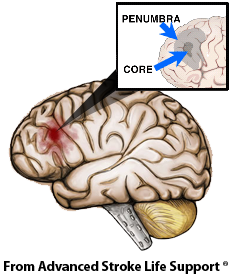 PENUMBRA
CORE
From Advanced Stroke Life Support ®